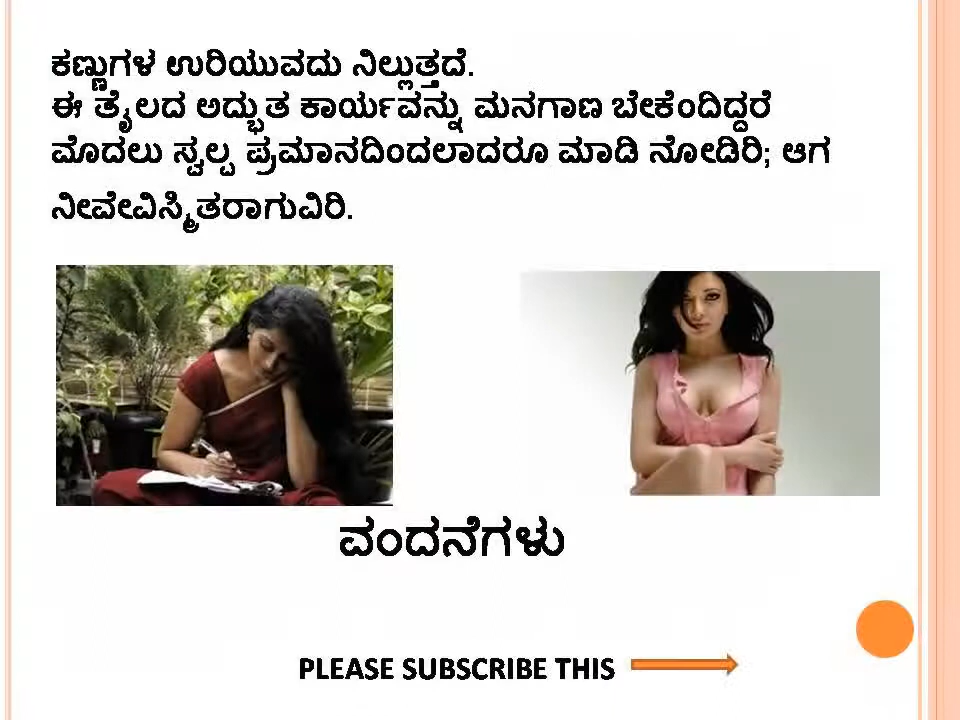 ಕಣ್ಣುಗಳ ಉರಿಯುವದು ನಿಲ್ಲುತ್ತದೆ.
ಈ ತೈಲದ ಅದ್ಭುತ ಕಾರ್ಯವನ್ನು ಮನಗಾಣ ಬೇಕೆಂದಿದ್ದರೆ
ಮೊದಲು ಸ್ವಲ್ಪ ಪ್ರಮಾನದಿಂದಲಾದರೂ ಮಾಡಿ ನೋಡಿರಿ; ಆಗ
ನೀವೇವಿಸ್ಮಿತರಾಗುವಿರಿ.
ವಂದನೆಗಳು
PLEASE SUBSCRIBE THIS